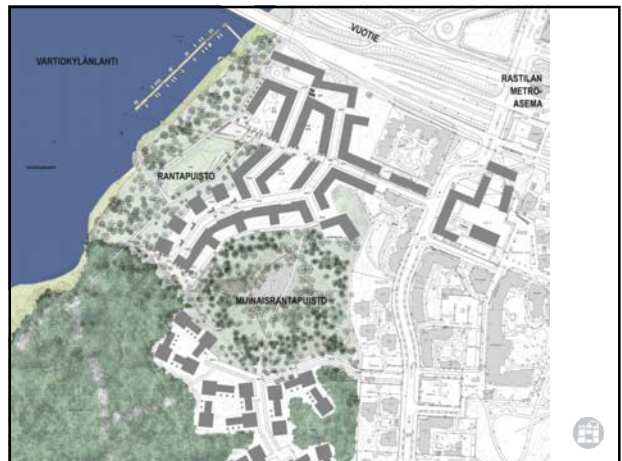 VUOTIE
VARTIOKYLÄNLAHTI
RASTILAN
METRO-
ASEMA
RANTAPUISTO
MUINAISRANTAPUISTO